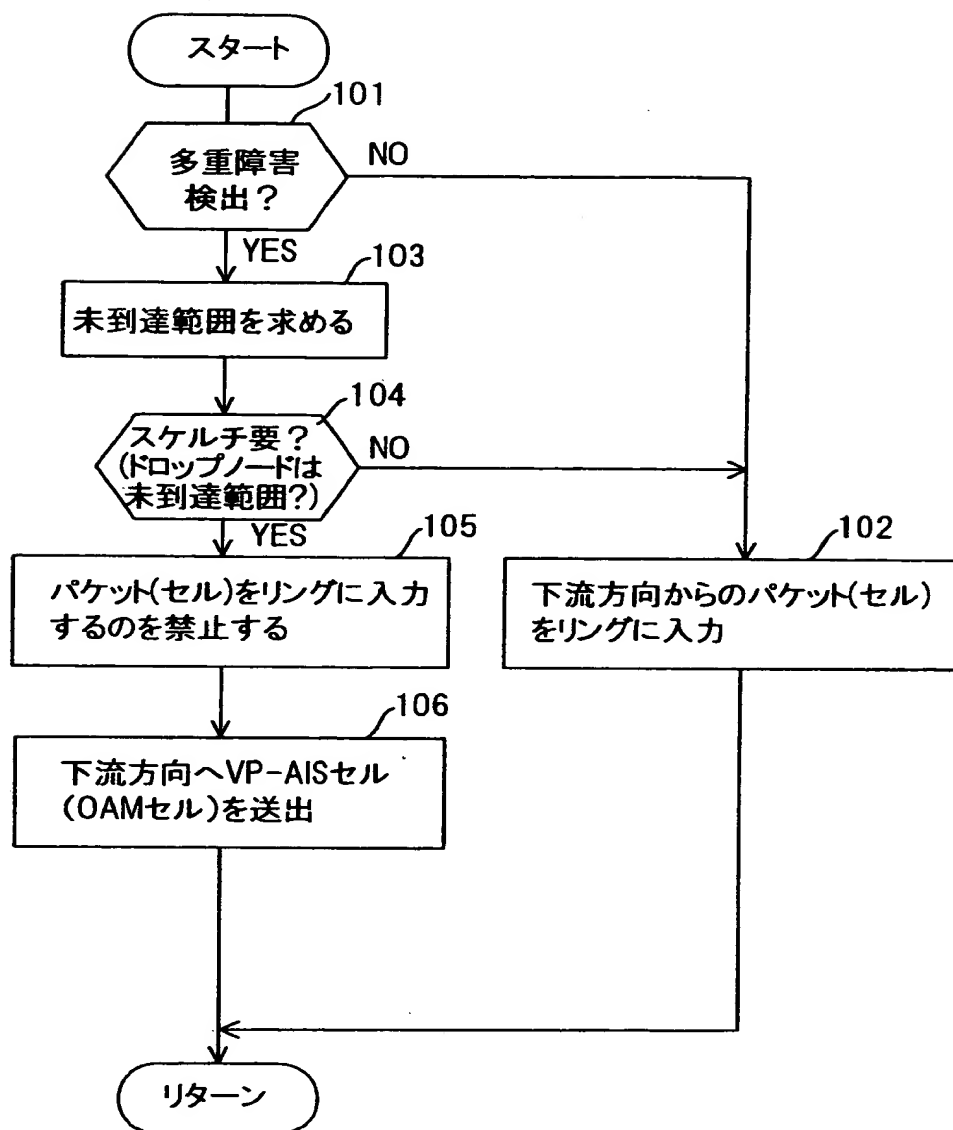 スタート
101
多重障害
検出?
NO
YES
103
未到達範囲を求める
104
スケルチ要?
(ドロップノードは
未到達範囲?)
NO
YES
105
パケット(セル)をリングに入力
するのを禁止する
102
下流方向からのパケット(セル)
をリングに入力
106
下流方向へVP-AISセル
(OAMセル)を送出
リターン